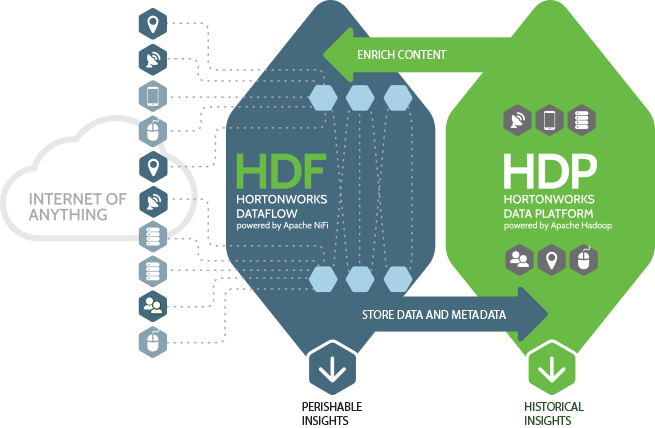 ENRICH CONTENT
INTERNET OF
ANYTHING
HDF
HORTONWORKS
DATAFLOW
powered by Apache NiFi
HDP
HORTONWORKS
DATA PLATFORM
powered by Apache Hadoop
STORE DATA AND METADATA
PERISHABLE
INSIGHTS
HISTORICAL
INSIGHTS